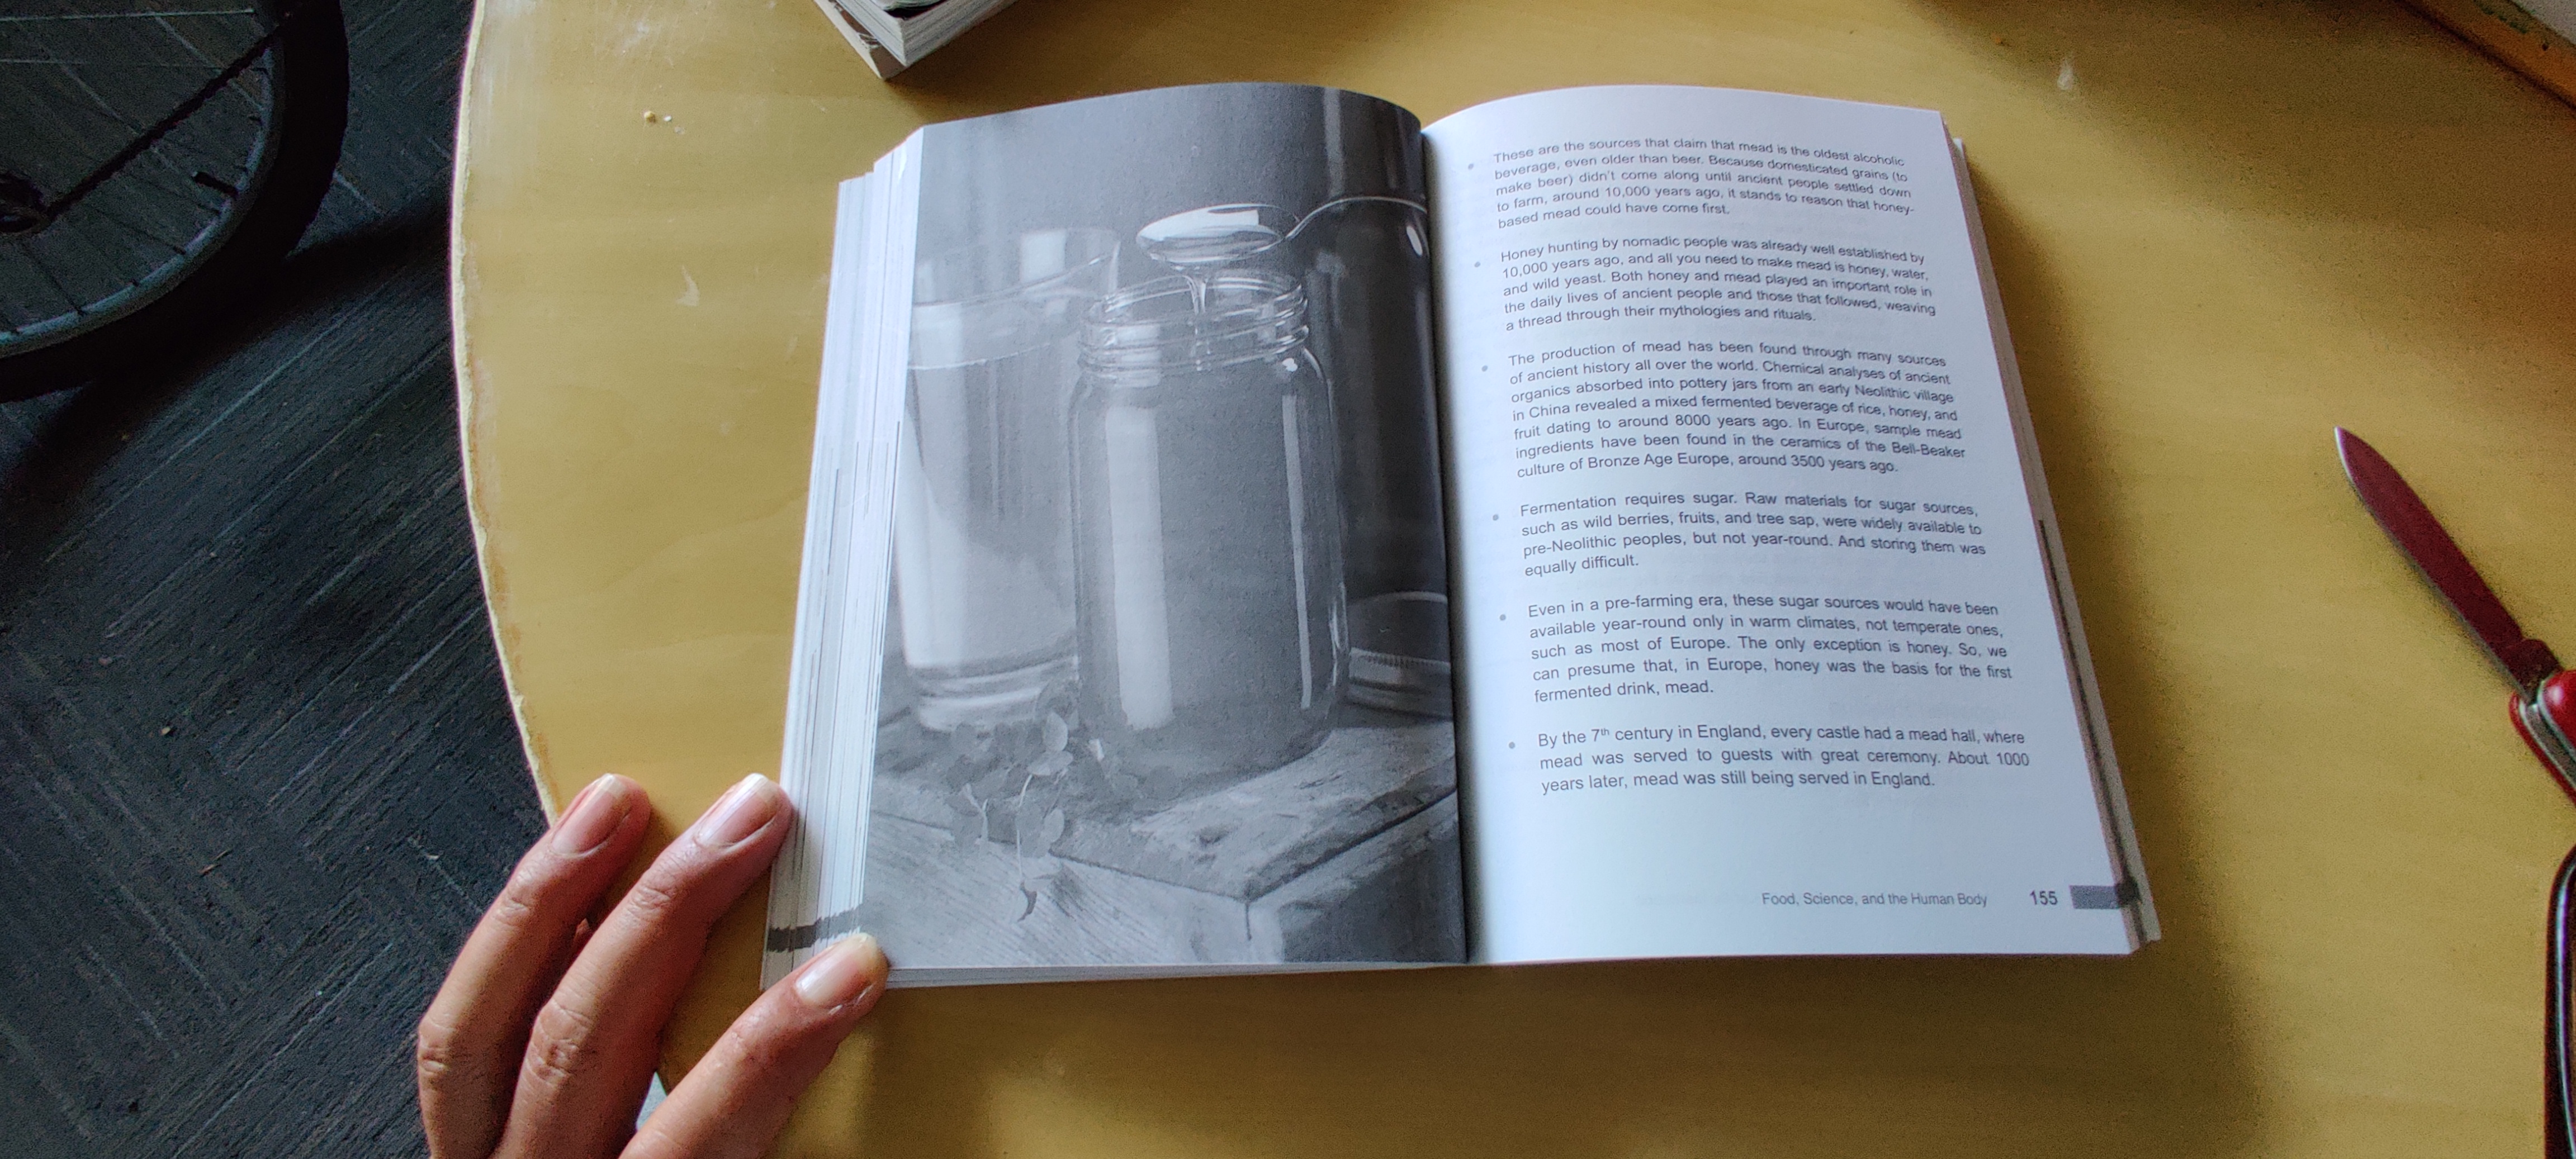 These are the sources that claim that mead is the oldest alcoholic
beverage, even older than beer. Because domesticated grains (to
make beer) didn't come along until ancient people settled down
to farm, around 10,000 years ago, it stands to reason that honey-
based mead could have come first.
Honey hunting by nomadic people was already well established by
10,000 years ago, and all you need to make mead is honey, water,
and wild yeast. Both honey and mead played an important role in
the daily lives of ancient people and those that followed, weaving
a thread through their mythologies and rituals.
The production of mead has been found through many sources
of ancient history all over the world. Chemical analyses of ancient
organics absorbed into pottery jars from an early Neolithic village
in China revealed a mixed fermented beverage of rice, honey, and
fruit dating to around 8000 years ago. In Europe, sample mead
ingredients have been found in the ceramics of the Bell-Beaker
culture of Bronze Age Europe, around 3500 years ago.
Fermentation requires sugar. Raw materials for sugar sources,
such as wild berries, fruits, and tree sap, were widely available to
pre-Neolithic peoples, but not year-round. And storing them was
equally difficult.
Even in a pre-farming era, these sugar sources would have been
available year-round only in warm climates, not temperate ones,
such as most of Europe. The only exception is honey. So, we
can presume that, in Europe, honey was the basis for the first
fermented drink, mead.
By the 7th century in England, every castle had a mead hall, where
mead was served to guests with great ceremony. About 1000
years later, mead was still being served in England.
Food, Science, and the Human Body 155